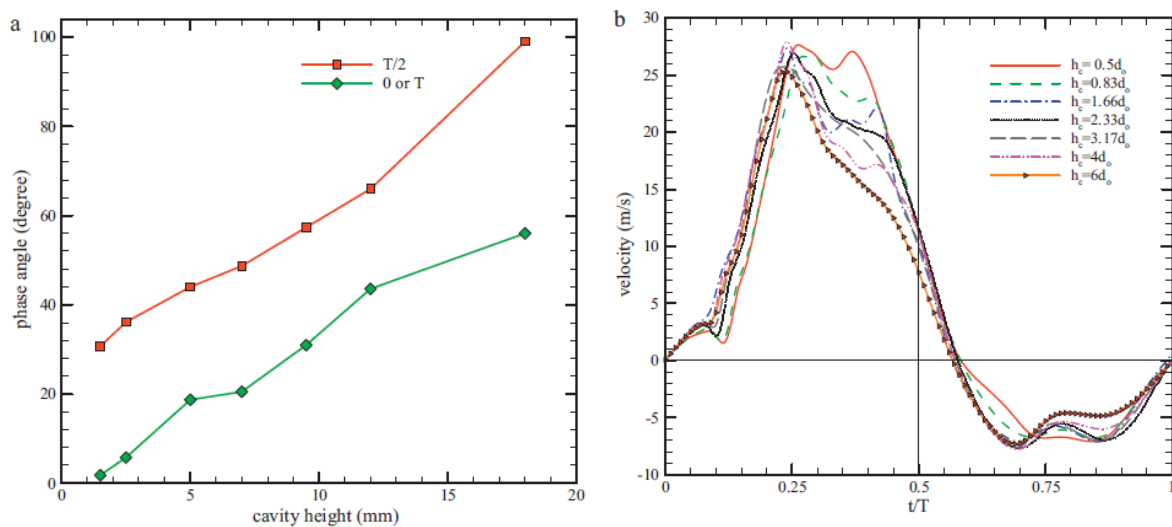 a
100
80
60
40
20
0
0
5
10
15
20
phase angle (degree)
cavity height (mm)
T/2
0 or T
b
30
25
20
15
10
5
0
-5
-10
0
0.25
0.5
0.75
1
velocity (m/s)
t/T
h_c= 0.5d_o
h_c=0.83d_o
h_c=1.66d_o
h_c=2.33d_o
h_c=3.17d_o
h_c=4d_o
h_c=6d_o